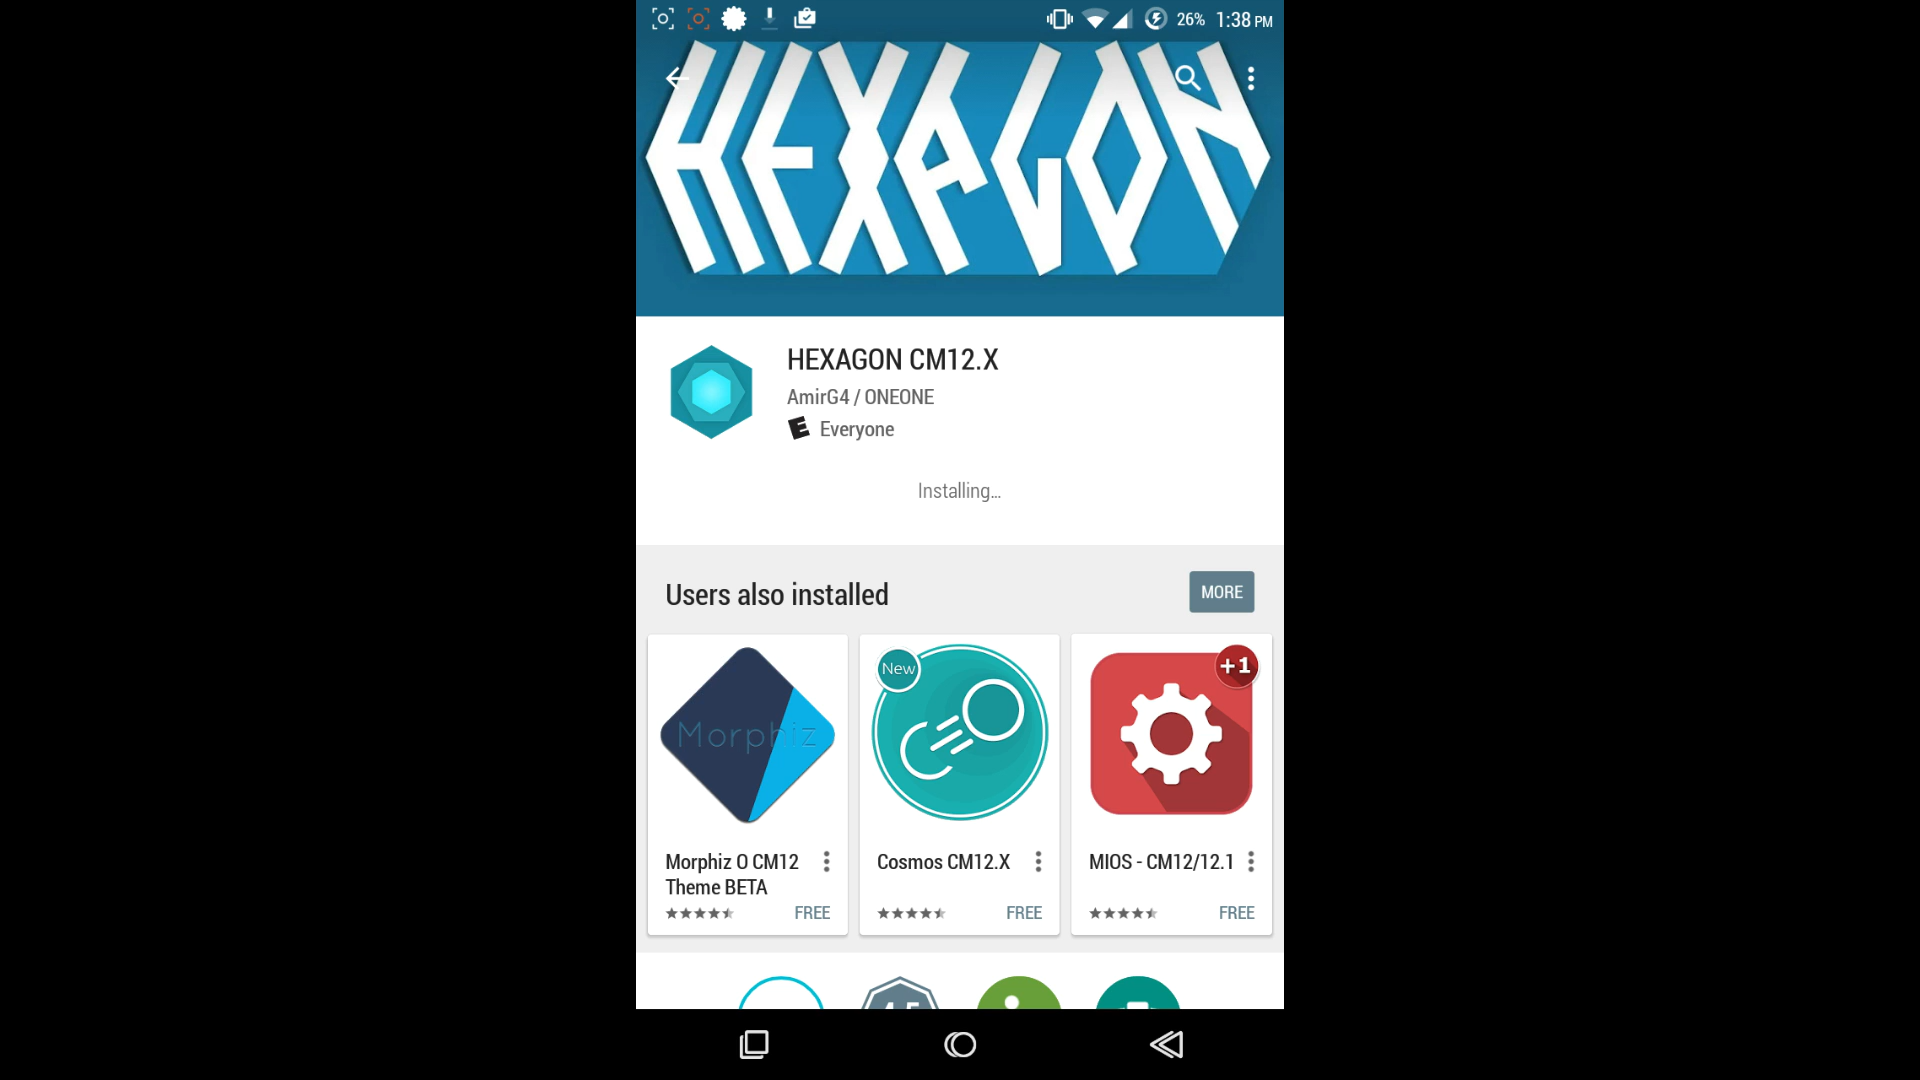 26% 1:38 PM
HEXAGON
HEXAGON CM12.X
AmirG4 / ONEONE
E Everyone
Installing...
Users also installed
MORE
New
+1
Morphiz
Morphiz O CM12
Theme BETA
FREE
Cosmos CM12.X
FREE
MIOS - CM12/12.1
FREE